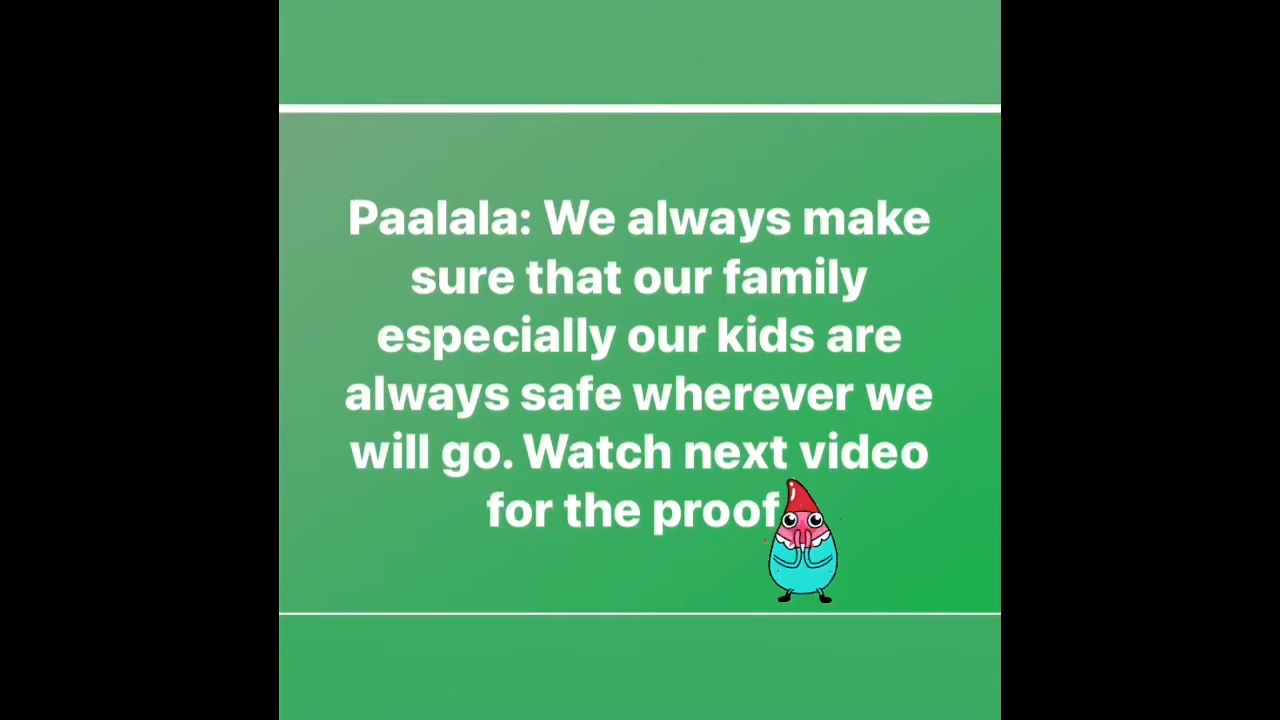 Paalala: We always make
sure that our family
especially our kids are
always safe wherever we
will go. Watch next video
for the proof